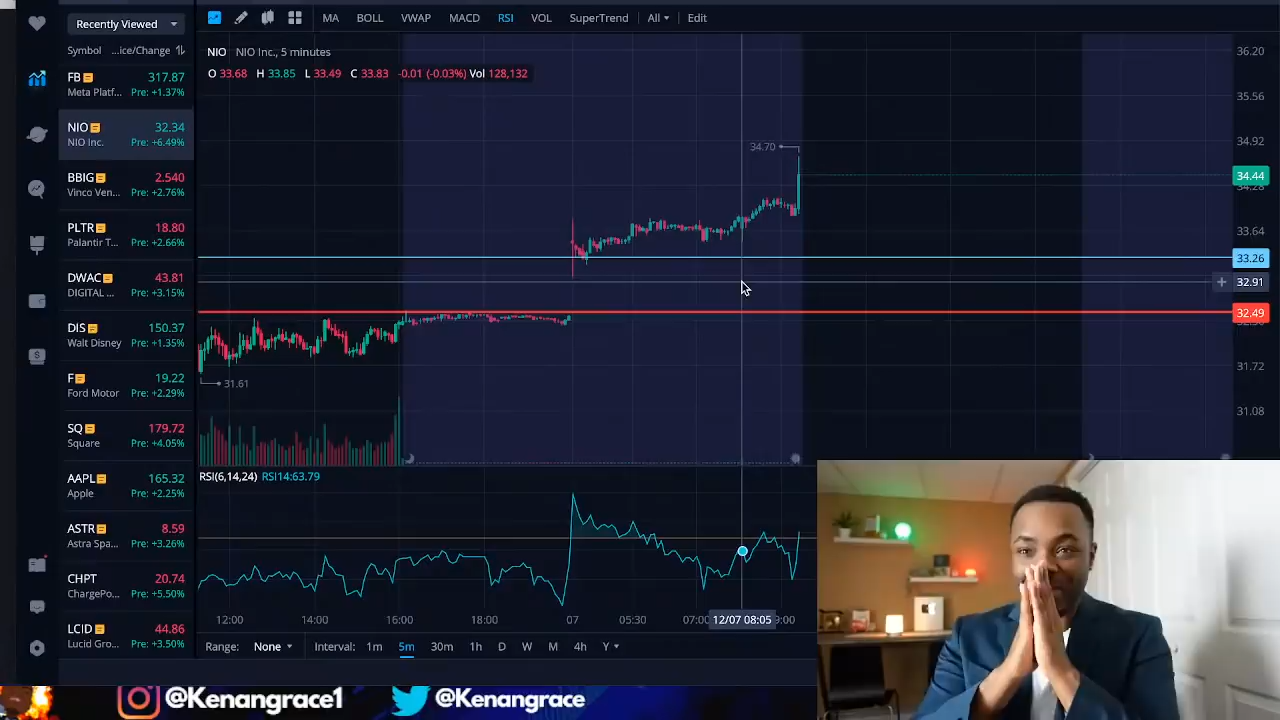 MA BOLL VWAP MACD RSI VOL SuperTrend All Edit
Recently Viewed
Symbol ...ice/Change
FB 317.87
Meta Platf... Pre: +1.37%
NIO 32.34
NIO Inc. Pre: +6.49%
BBIG 2.540
Vinco Ven... Pre: +2.76%
PLTR 18.80
Palantir T... Pre: +2.66%
DWAC 43.81
DIGITAL ... Pre: +3.15%
DIS 150.37
Walt Disney Pre: +1.35%
F 19.22
Ford Motor Pre: +2.29%
SQ 179.72
Square Pre: +4.05%
AAPL 165.32
Apple Pre: +2.25%
ASTR 8.59
Astra Spa... Pre: +3.26%
CHPT 20.74
ChargePo... Pre: +5.50%
LCID 44.86
Lucid Gro... Pre: +3.50%
NIO NIO Inc., 5 minutes
O 33.68 H 33.85 L 33.49 C 33.83 -0.01 (-0.03%) Vol 128,132
34.70
31.61
36.20
35.56
34.92
34.44
34.28
33.64
33.26
32.91
32.49
31.72
31.08
RSI(6,14,24) RSI14:63.79
12:00 14:00 16:00 18:00 07 05:30 07:00 12/07 08:05 9:00
Range: None Interval: 1m 5m 30m 1h D W M 4h Y
@Kenangrace1 @Kenangrace